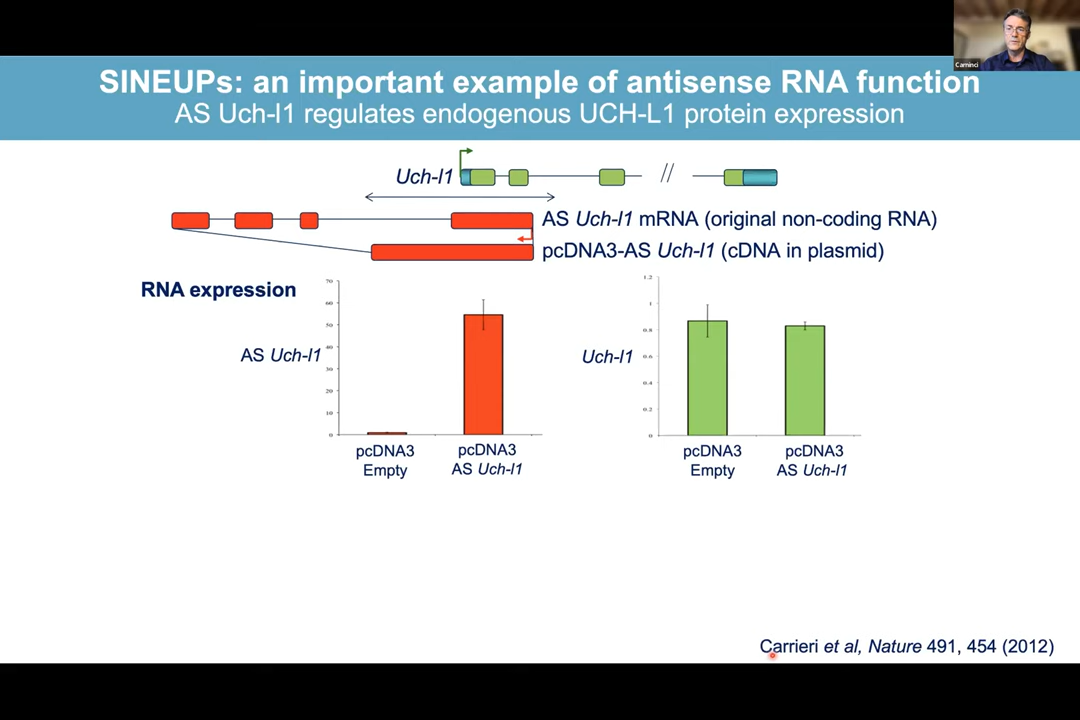 Carninci
SINEUPs: an important example of antisense RNA function
AS Uch-l1 regulates endogenous UCH-L1 protein expression
Uch-l1
//
AS Uch-l1 mRNA (original non-coding RNA)
pcDNA3-AS Uch-l1 (cDNA in plasmid)
RNA expression
AS Uch-l1
70
60
50
40
30
20
10
0
pcDNA3
Empty
pcDNA3
AS Uch-l1
Uch-l1
1.2
1
0.8
0.6
0.4
0.2
0
pcDNA3
Empty
pcDNA3
AS Uch-l1
Carrieri et al, Nature 491, 454 (2012)